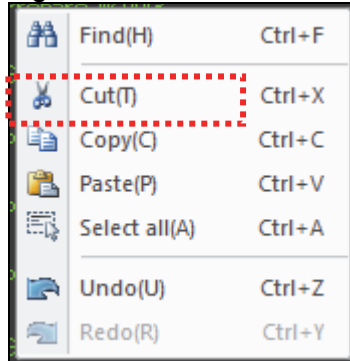 Find(H) Ctrl+F
Cut(T) Ctrl+X
Copy(C) Ctrl+C
Paste(P) Ctrl+V
Select all(A) Ctrl+A
Undo(U) Ctrl+Z
Redo(R) Ctrl+Y